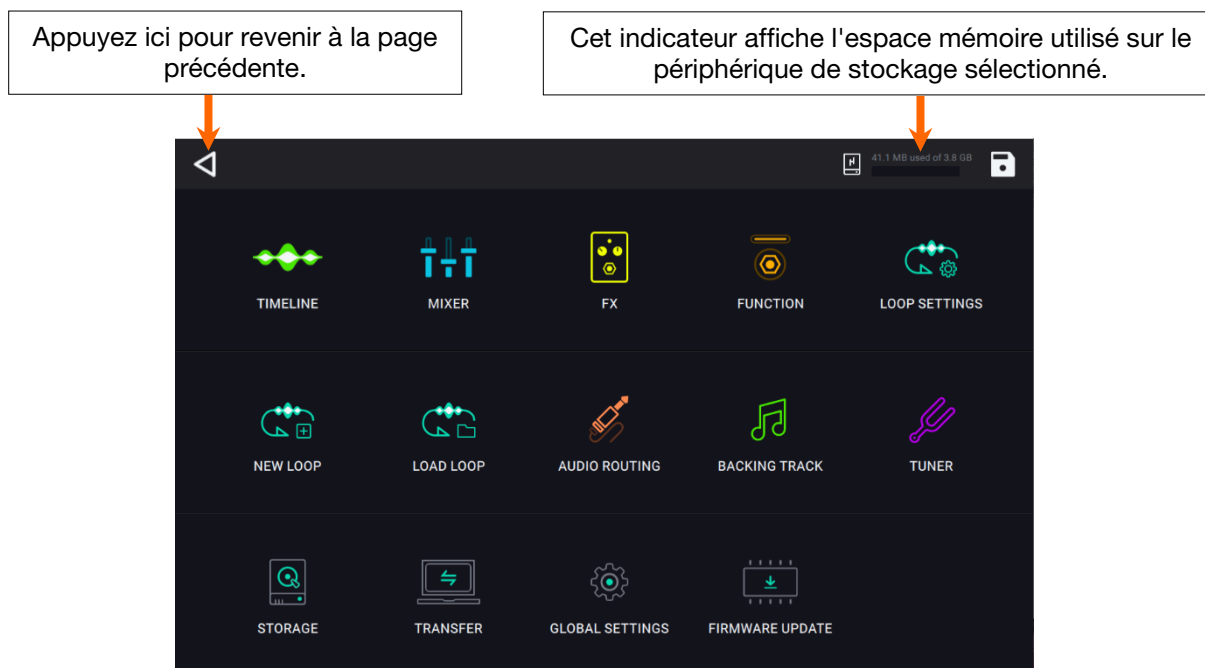 Appuyez ici pour revenir à la page
précédente.
Cet indicateur affiche l'espace mémoire utilisé sur le
périphérique de stockage sélectionné.
41.1 MB used of 3.8 GB
TIMELINE
MIXER
FX
FUNCTION
LOOP SETTINGS
NEW LOOP
LOAD LOOP
AUDIO ROUTING
BACKING TRACK
TUNER
STORAGE
TRANSFER
GLOBAL SETTINGS
FIRMWARE UPDATE